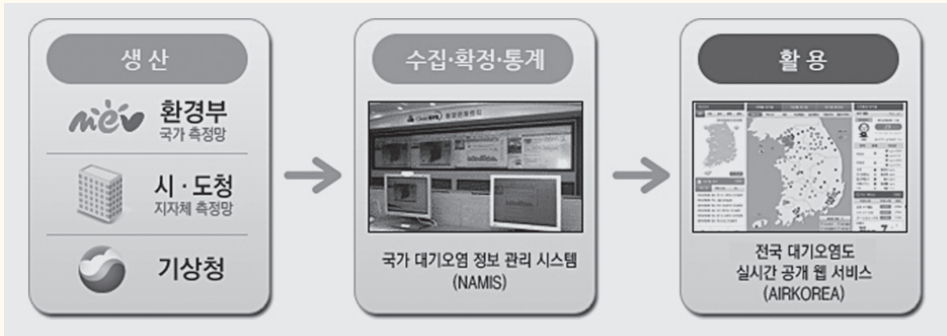 생 산
mev 환경부
국가 측정망
시·도청
지자체 측정망
기상청
수집·확정·통계
국가 대기오염 정보 관리 시스템
(NAMIS)
활 용
전국 대기오염도
실시간 공개 웹 서비스
(AIRKOREA)